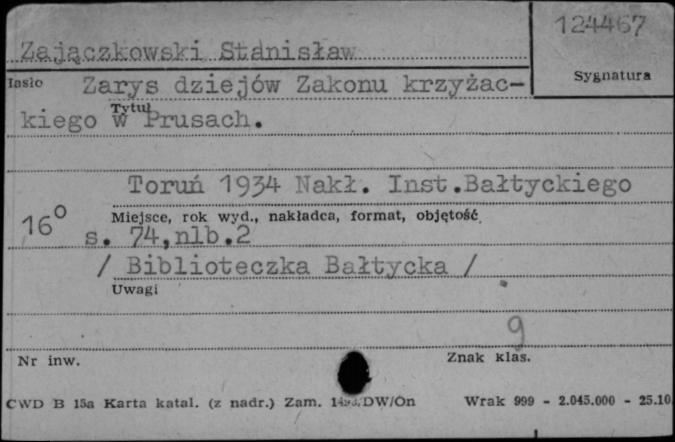 124467
Zajączkowski Stanisław
Hasło
Sygnatura
Zarys dziejów Zakonu krzyżac-
Tytuł
kiego w Prusach.
Toruń 1934 Nakł. Inst.Bałtyckiego
Miejsce, rok wyd., nakładca, format, objętość
16°
s. 74,nlb.2
/ Biblioteczka Bałtycka /
Uwagi
9
Nr inw.
Znak klas.
CWD B 15a Karta katal. (z nadr.) Zam. DW/On Wrak 999 - 2.045.000 - 25.10